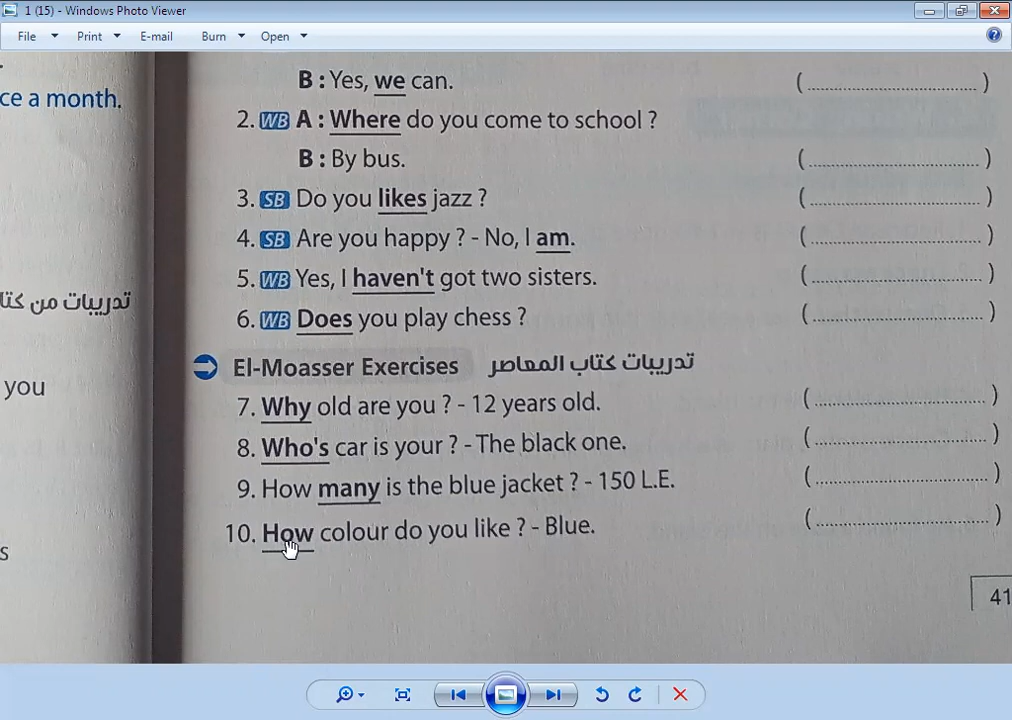 1 (15) - Windows Photo Viewer
File Print E-mail Burn Open
B : Yes, we can. (....................)
ce a month.
2. WB A : Where do you come to school ?
B : By bus. (....................)
3. SB Do you likes jazz ? (....................)
4. SB Are you happy ? - No, I am. (....................)
5. WB Yes, I haven't got two sisters. (....................)
تدريبات من كتا
6. WB Does you play chess ? (....................)
El-Moasser Exercises تدريبات كتاب المعاصر
you
7. Why old are you ? - 12 years old. (....................)
8. Who's car is your ? - The black one. (....................)
9. How many is the blue jacket ? - 150 L.E. (....................)
10. How colour do you like ? - Blue. (....................)
s
41